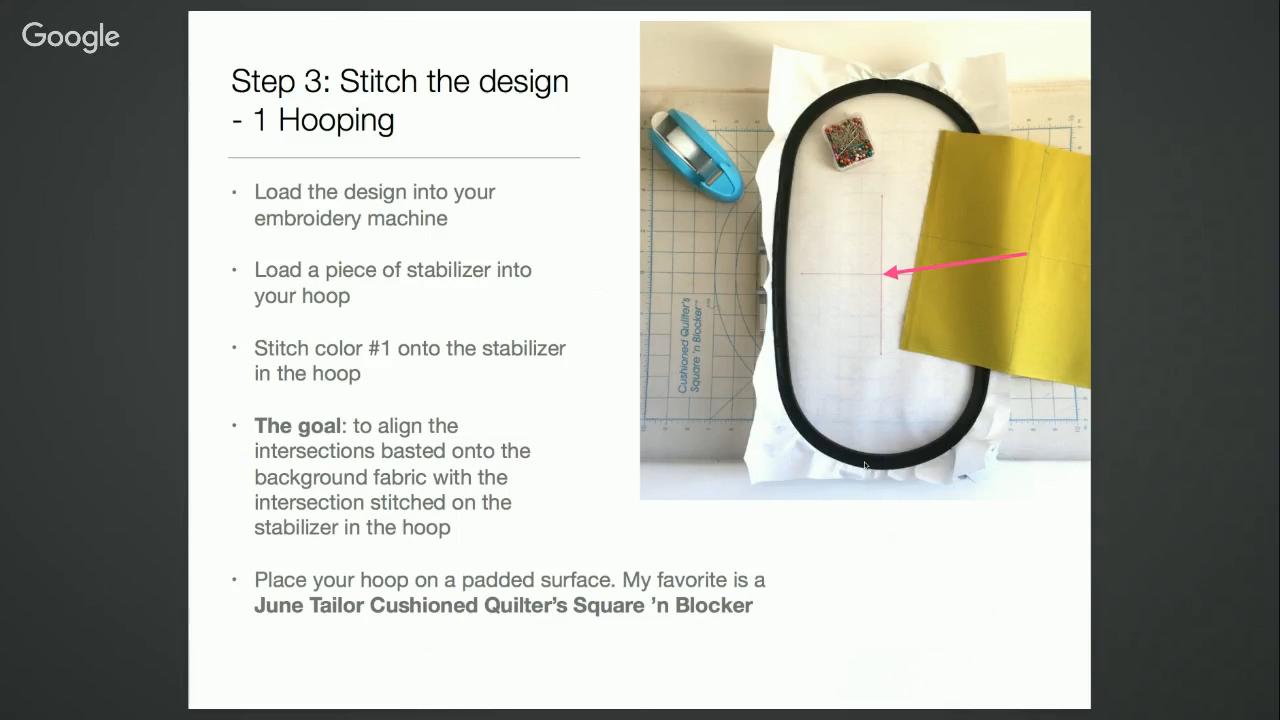 Google
Step 3: Stitch the design
- 1 Hooping
• Load the design into your
embroidery machine
• Load a piece of stabilizer into
your hoop
• Stitch color #1 onto the stabilizer
in the hoop
• The goal: to align the
intersections basted onto the
background fabric with the
intersection stitched on the
stabilizer in the hoop
• Place your hoop on a padded surface. My favorite is a
June Tailor Cushioned Quilter’s Square ’n Blocker
Cushioned Quilter's
Square 'n Blocker™